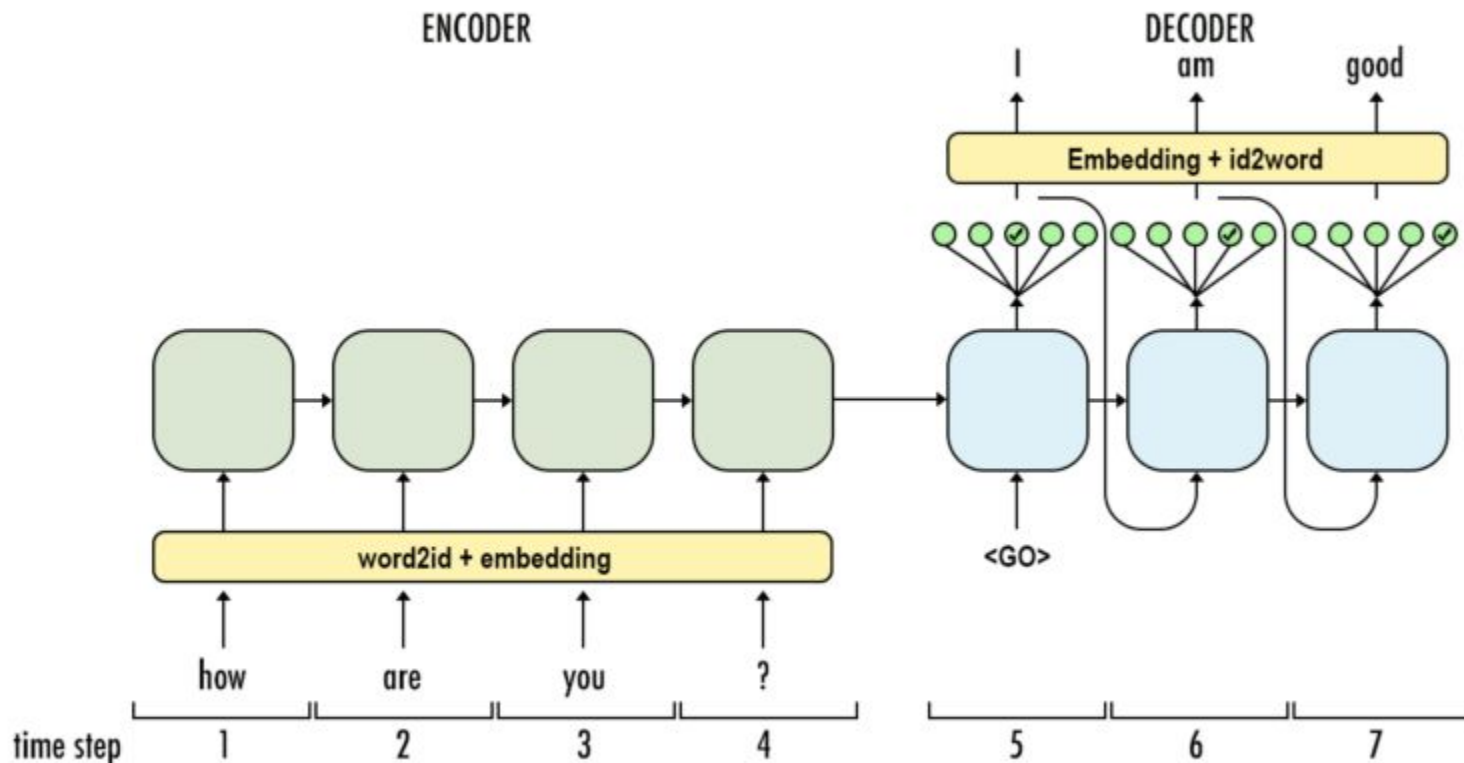 ENCODER
DECODER
I am good
Embedding + id2word
word2id + embedding
<GO>
how are you ?
time step 1 2 3 4 5 6 7